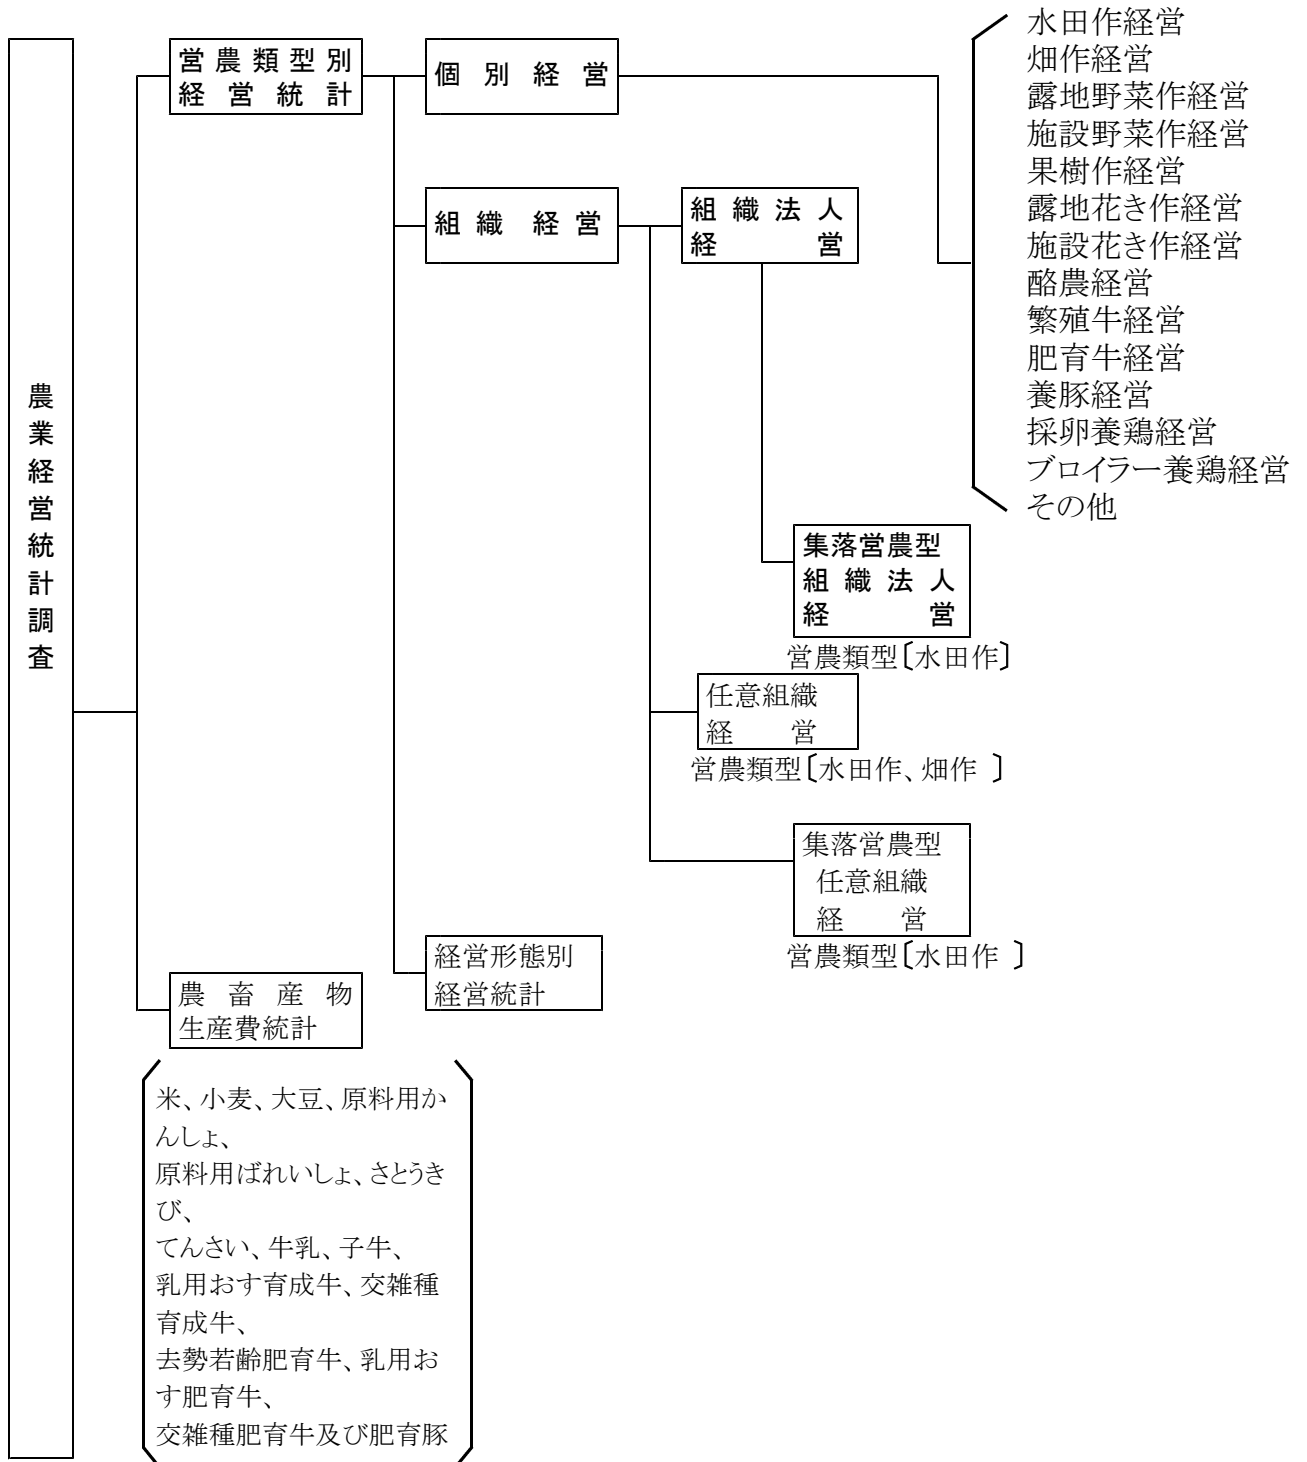 農業経営統計調査
営農類型別
経営統計
個別経営
水田作経営
畑作経営
露地野菜作経営
施設野菜作経営
果樹作経営
露地花き作経営
施設花き作経営
酪農経営
繁殖牛経営
肥育牛経営
養豚経営
採卵養鶏経営
ブロイラー養鶏経営
その他
組織 経営
組織法人
経営
集落営農型
組織法人
経営
営農類型〔水田作〕
任意組織
経営
営農類型〔水田作、畑作 〕
集落営農型
任意組織
経営
営農類型〔水田作 〕
経営形態別
経営統計
農畜産物
生産費統計
米、小麦、大豆、原料用か
んしょ、
原料用ばれいしょ、さとうき
び、
てんさい、牛乳、子牛、
乳用おす育成牛、交雑種
育成牛、
去勢若齢肥育牛、乳用お
す肥育牛、
交雑種肥育牛及び肥育豚